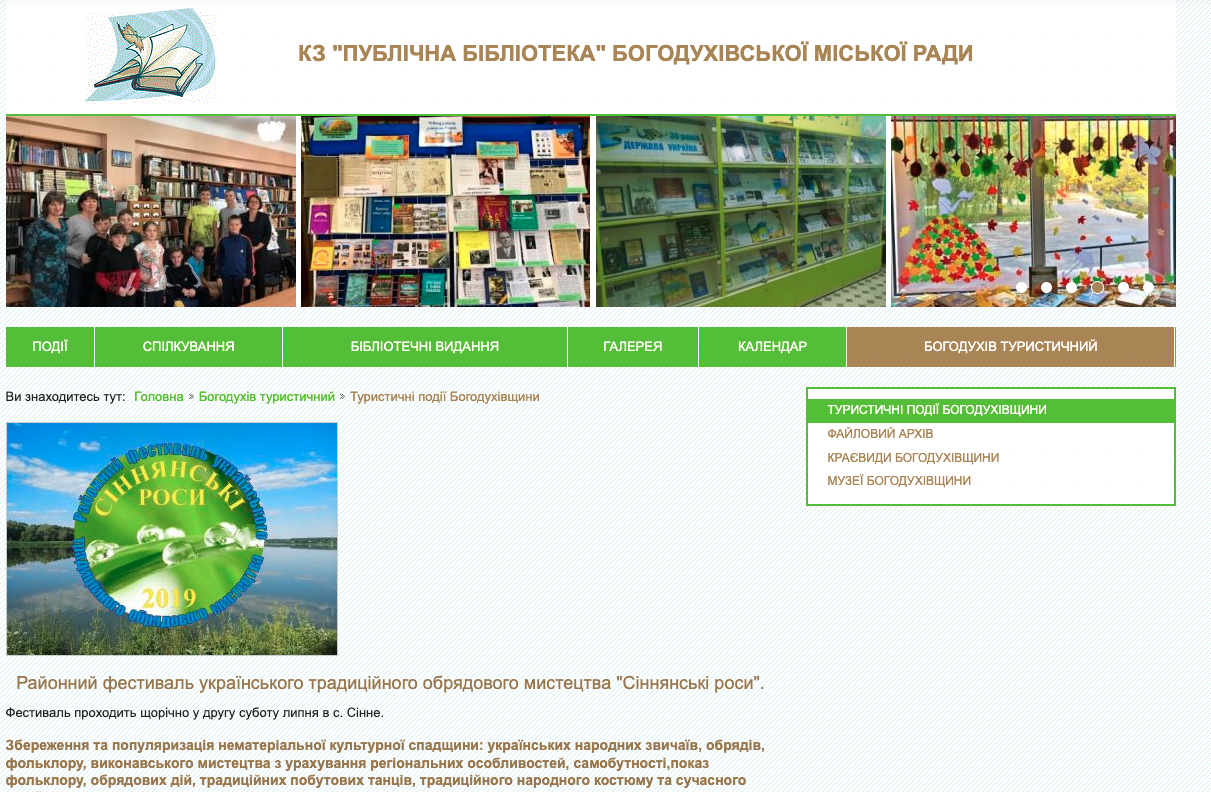 КЗ "ПУБЛІЧНА БІБЛІОТЕКА" БОГОДУХІВСЬКОЇ МІСЬКОЇ РАДИ
30 років
ДЕРЖАВА УКРАЇНА
ПОДІЇ
СПІЛКУВАННЯ
БІБЛІОТЕЧНІ ВИДАННЯ
ГАЛЕРЕЯ
КАЛЕНДАР
БОГОДУХІВ ТУРИСТИЧНИЙ
Ви знаходитесь тут: Головна » Богодухів туристичний » Туристичні події Богодухівщини
ТУРИСТИЧНІ ПОДІЇ БОГОДУХІВЩИНИ
ФАЙЛОВИЙ АРХІВ
КРАЄВИДИ БОГОДУХІВЩИНИ
МУЗЕЇ БОГОДУХІВЩИНИ
Районний фестиваль українського
СІННЯНСЬКІ
РОСИ
2019
традиційного обрядового мистецтва
Районний фестиваль українського традиційного обрядового мистецтва "Сіннянські роси".
Фестиваль проходить щорічно у другу суботу липня в с. Сінне.
Збереження та популяризація нематеріальної культурної спадщини: українських народних звичаїв, обрядів,
фольклору, виконавського мистецтва з урахування регіональних особливостей, самобутності,показ
фольклору, обрядових дій, традиційних побутових танців, традиційного народного костюму та сучасного